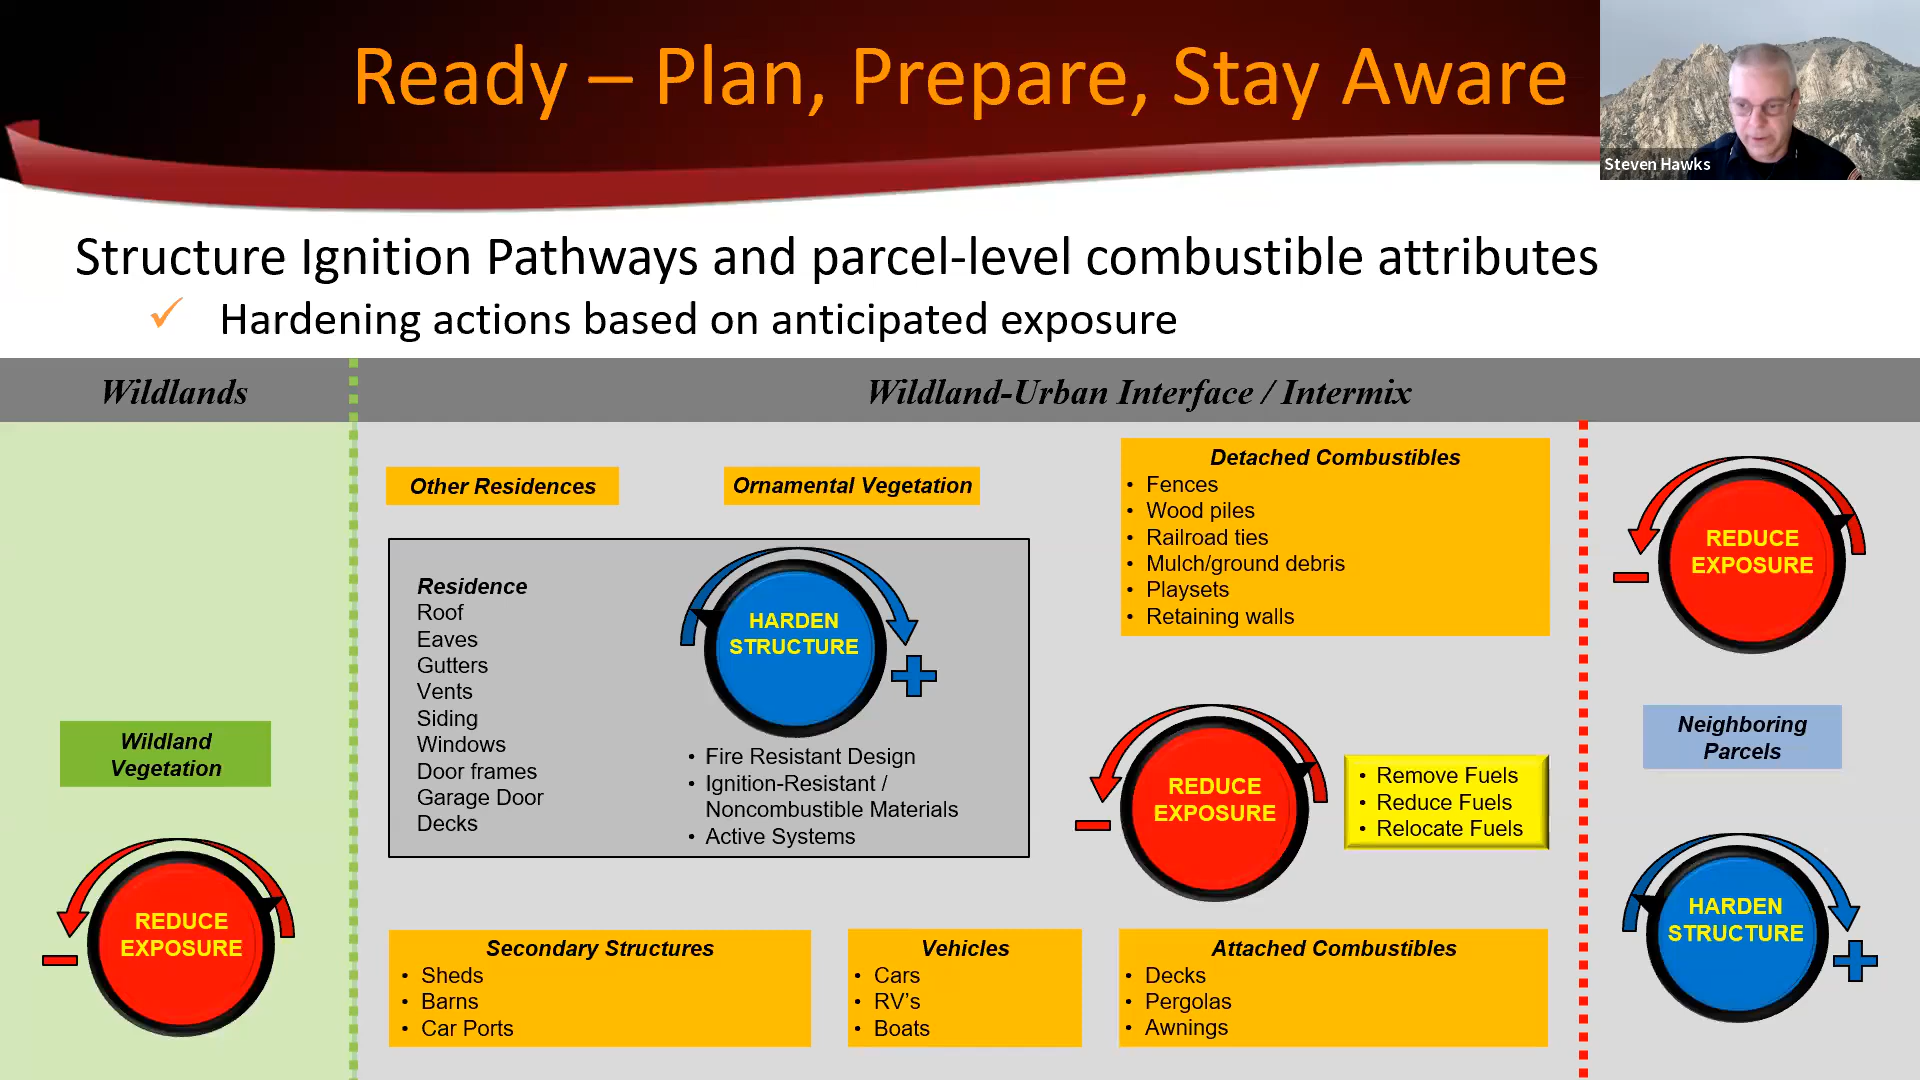 Ready – Plan, Prepare, Stay Aware
Steven Hawks
Structure Ignition Pathways and parcel-level combustible attributes
✓ Hardening actions based on anticipated exposure
Wildlands
Wildland-Urban Interface / Intermix
Wildland
Vegetation
REDUCE
EXPOSURE
Other Residences
Ornamental Vegetation
Residence
Roof
Eaves
Gutters
Vents
Siding
Windows
Door frames
Garage Door
Decks
HARDEN
STRUCTURE
• Fire Resistant Design
• Ignition-Resistant /
Noncombustible Materials
• Active Systems
Detached Combustibles
• Fences
• Wood piles
• Railroad ties
• Mulch/ground debris
• Playsets
• Retaining walls
REDUCE
EXPOSURE
• Remove Fuels
• Reduce Fuels
• Relocate Fuels
Secondary Structures
• Sheds
• Barns
• Car Ports
Vehicles
• Cars
• RV's
• Boats
Attached Combustibles
• Decks
• Pergolas
• Awnings
REDUCE
EXPOSURE
Neighboring
Parcels
HARDEN
STRUCTURE